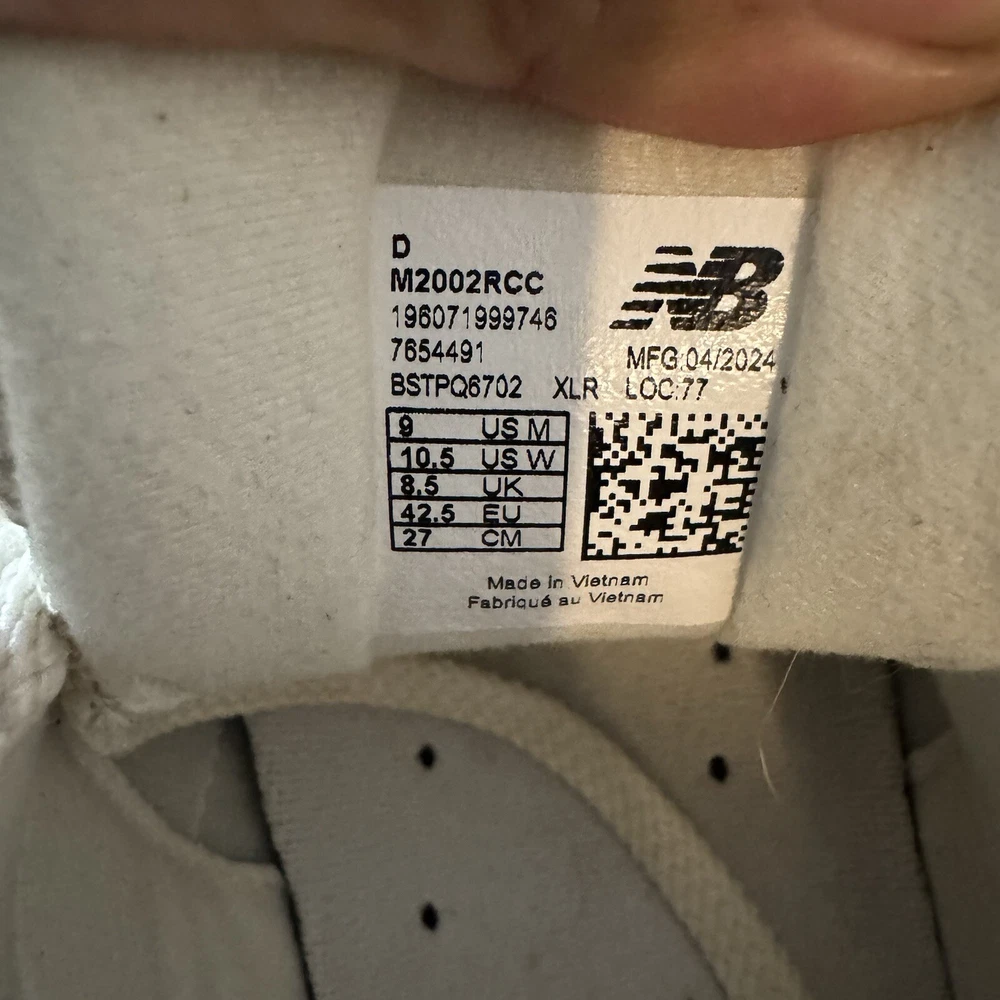 D
M2002RCC
196071999746
7654491
BSTPQ6702 XLR LOC:77
NB
MFG:04/2024
9 US M
10.5 US W
8.5 UK
42.5 EU
27 CM
Made in Vietnam
Fabriqué au Vietnam